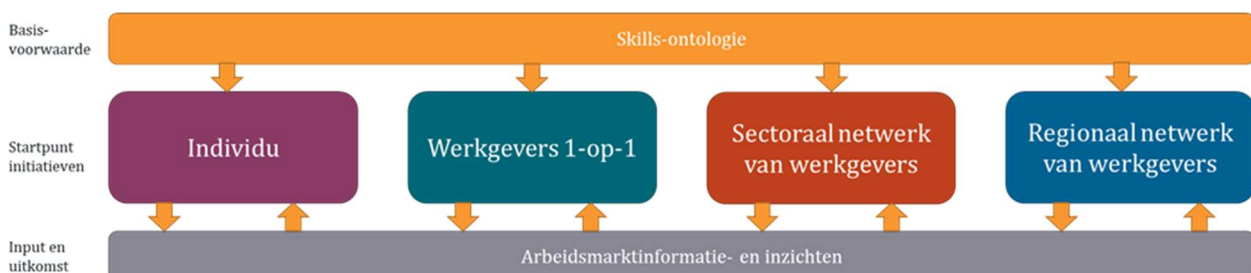 Basis-
voorwaarde
Skills-ontologie
Startpunt
initiatieven
Individu
Werkgevers 1-op-1
Sectoraal netwerk
van werkgevers
Regionaal netwerk
van werkgevers
Input en
uitkomst
Arbeidsmarktinformatie- en inzichten